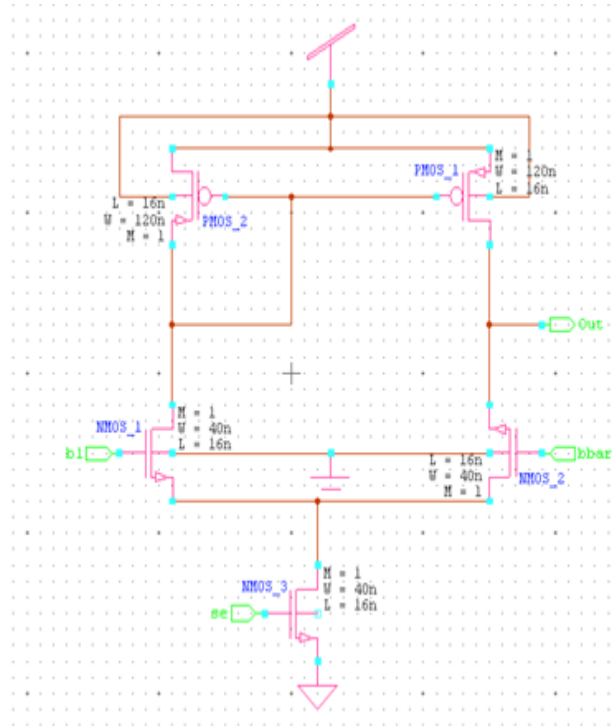 PMOS_1
M = 1
W = 120n
L = 16n
L = 16n
W = 120n
M = 1
PMOS_2
Out
NMOS_1
M = 1
W = 40n
L = 16n
bl
L = 16n
W = 40n
M = 1
bbar
NMOS_2
NMOS_3
M = 1
W = 40n
L = 16n
se